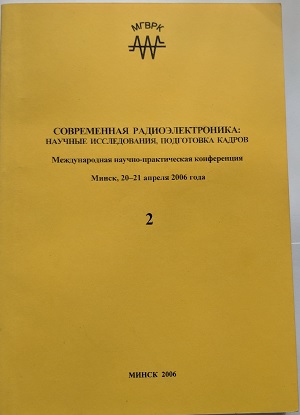 МГВРК
СОВРЕМЕННАЯ РАДИОЭЛЕКТРОНИКА:
НАУЧНЫЕ ИССЛЕДОВАНИЯ, ПОДГОТОВКА КАДРОВ
Международная научно-практическая конференция
Минск, 20–21 апреля 2006 года
2
МИНСК 2006